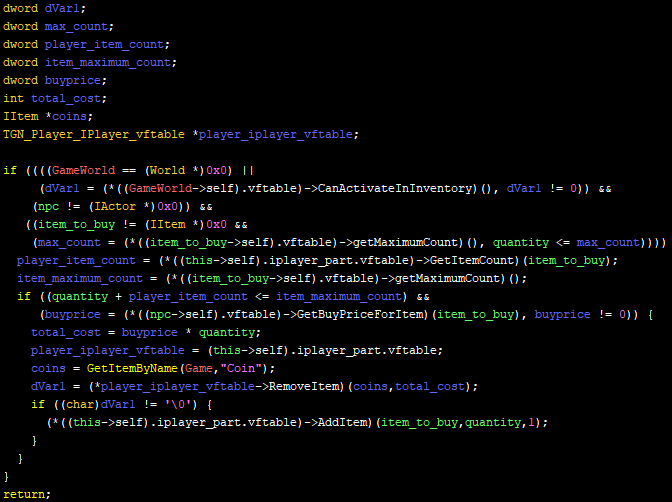 dword dVar1;
dword max_count;
dword player_item_count;
dword item_maximum_count;
dword buyprice;
int total_cost;
IItem *coins;
TGN_Player_IPlayer_vftable *player_iplayer_vftable;
if ((((GameWorld == (World *)0x0) ||
(dVar1 = (*((GameWorld->self).vftable)->CanActivateInInventory)(), dVar1 != 0)) &&
(npc != (IActor *)0x0)) &&
((item_to_buy != (IItem *)0x0 &&
(max_count = (*((item_to_buy->self).vftable)->getMaximumCount)(), quantity <= max_count)))) {
player_item_count = (*((this->self).iplayer_part.vftable)->GetItemCount)(item_to_buy);
item_maximum_count = (*((item_to_buy->self).vftable)->getMaximumCount)();
if ((quantity + player_item_count <= item_maximum_count) &&
(buyprice = (*((npc->self).vftable)->GetBuyPriceForItem)(item_to_buy), buyprice != 0)) {
total_cost = buyprice * quantity;
player_iplayer_vftable = (this->self).iplayer_part.vftable;
coins = GetItemByName(Game,"Coin");
dVar1 = (*player_iplayer_vftable->RemoveItem)(coins,total_cost);
if ((char)dVar1 != '\0') {
(*((this->self).iplayer_part.vftable)->AddItem)(item_to_buy,quantity,1);
}
}
}
return;